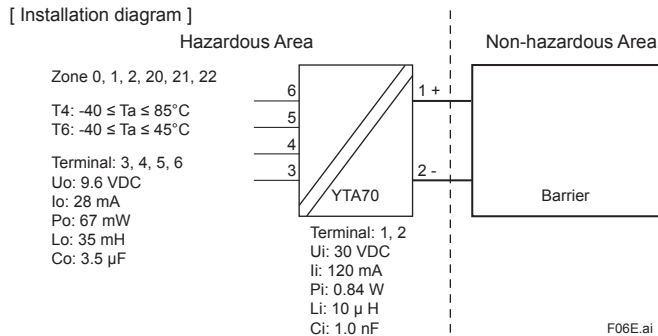 [ Installation diagram ]
Hazardous Area
Non-hazardous Area
Zone 0, 1, 2, 20, 21, 22
T4: -40 ≤ Ta ≤ 85°C
T6: -40 ≤ Ta ≤ 45°C
Terminal: 3, 4, 5, 6
Uo: 9.6 VDC
Io: 28 mA
Po: 67 mW
Lo: 35 mH
Co: 3.5 µF
6
5
4
3
1 +
2 -
YTA70
Barrier
Terminal: 1, 2
Ui: 30 VDC
Ii: 120 mA
Pi: 0.84 W
Li: 10 µ H
Ci: 1.0 nF
F06E.ai